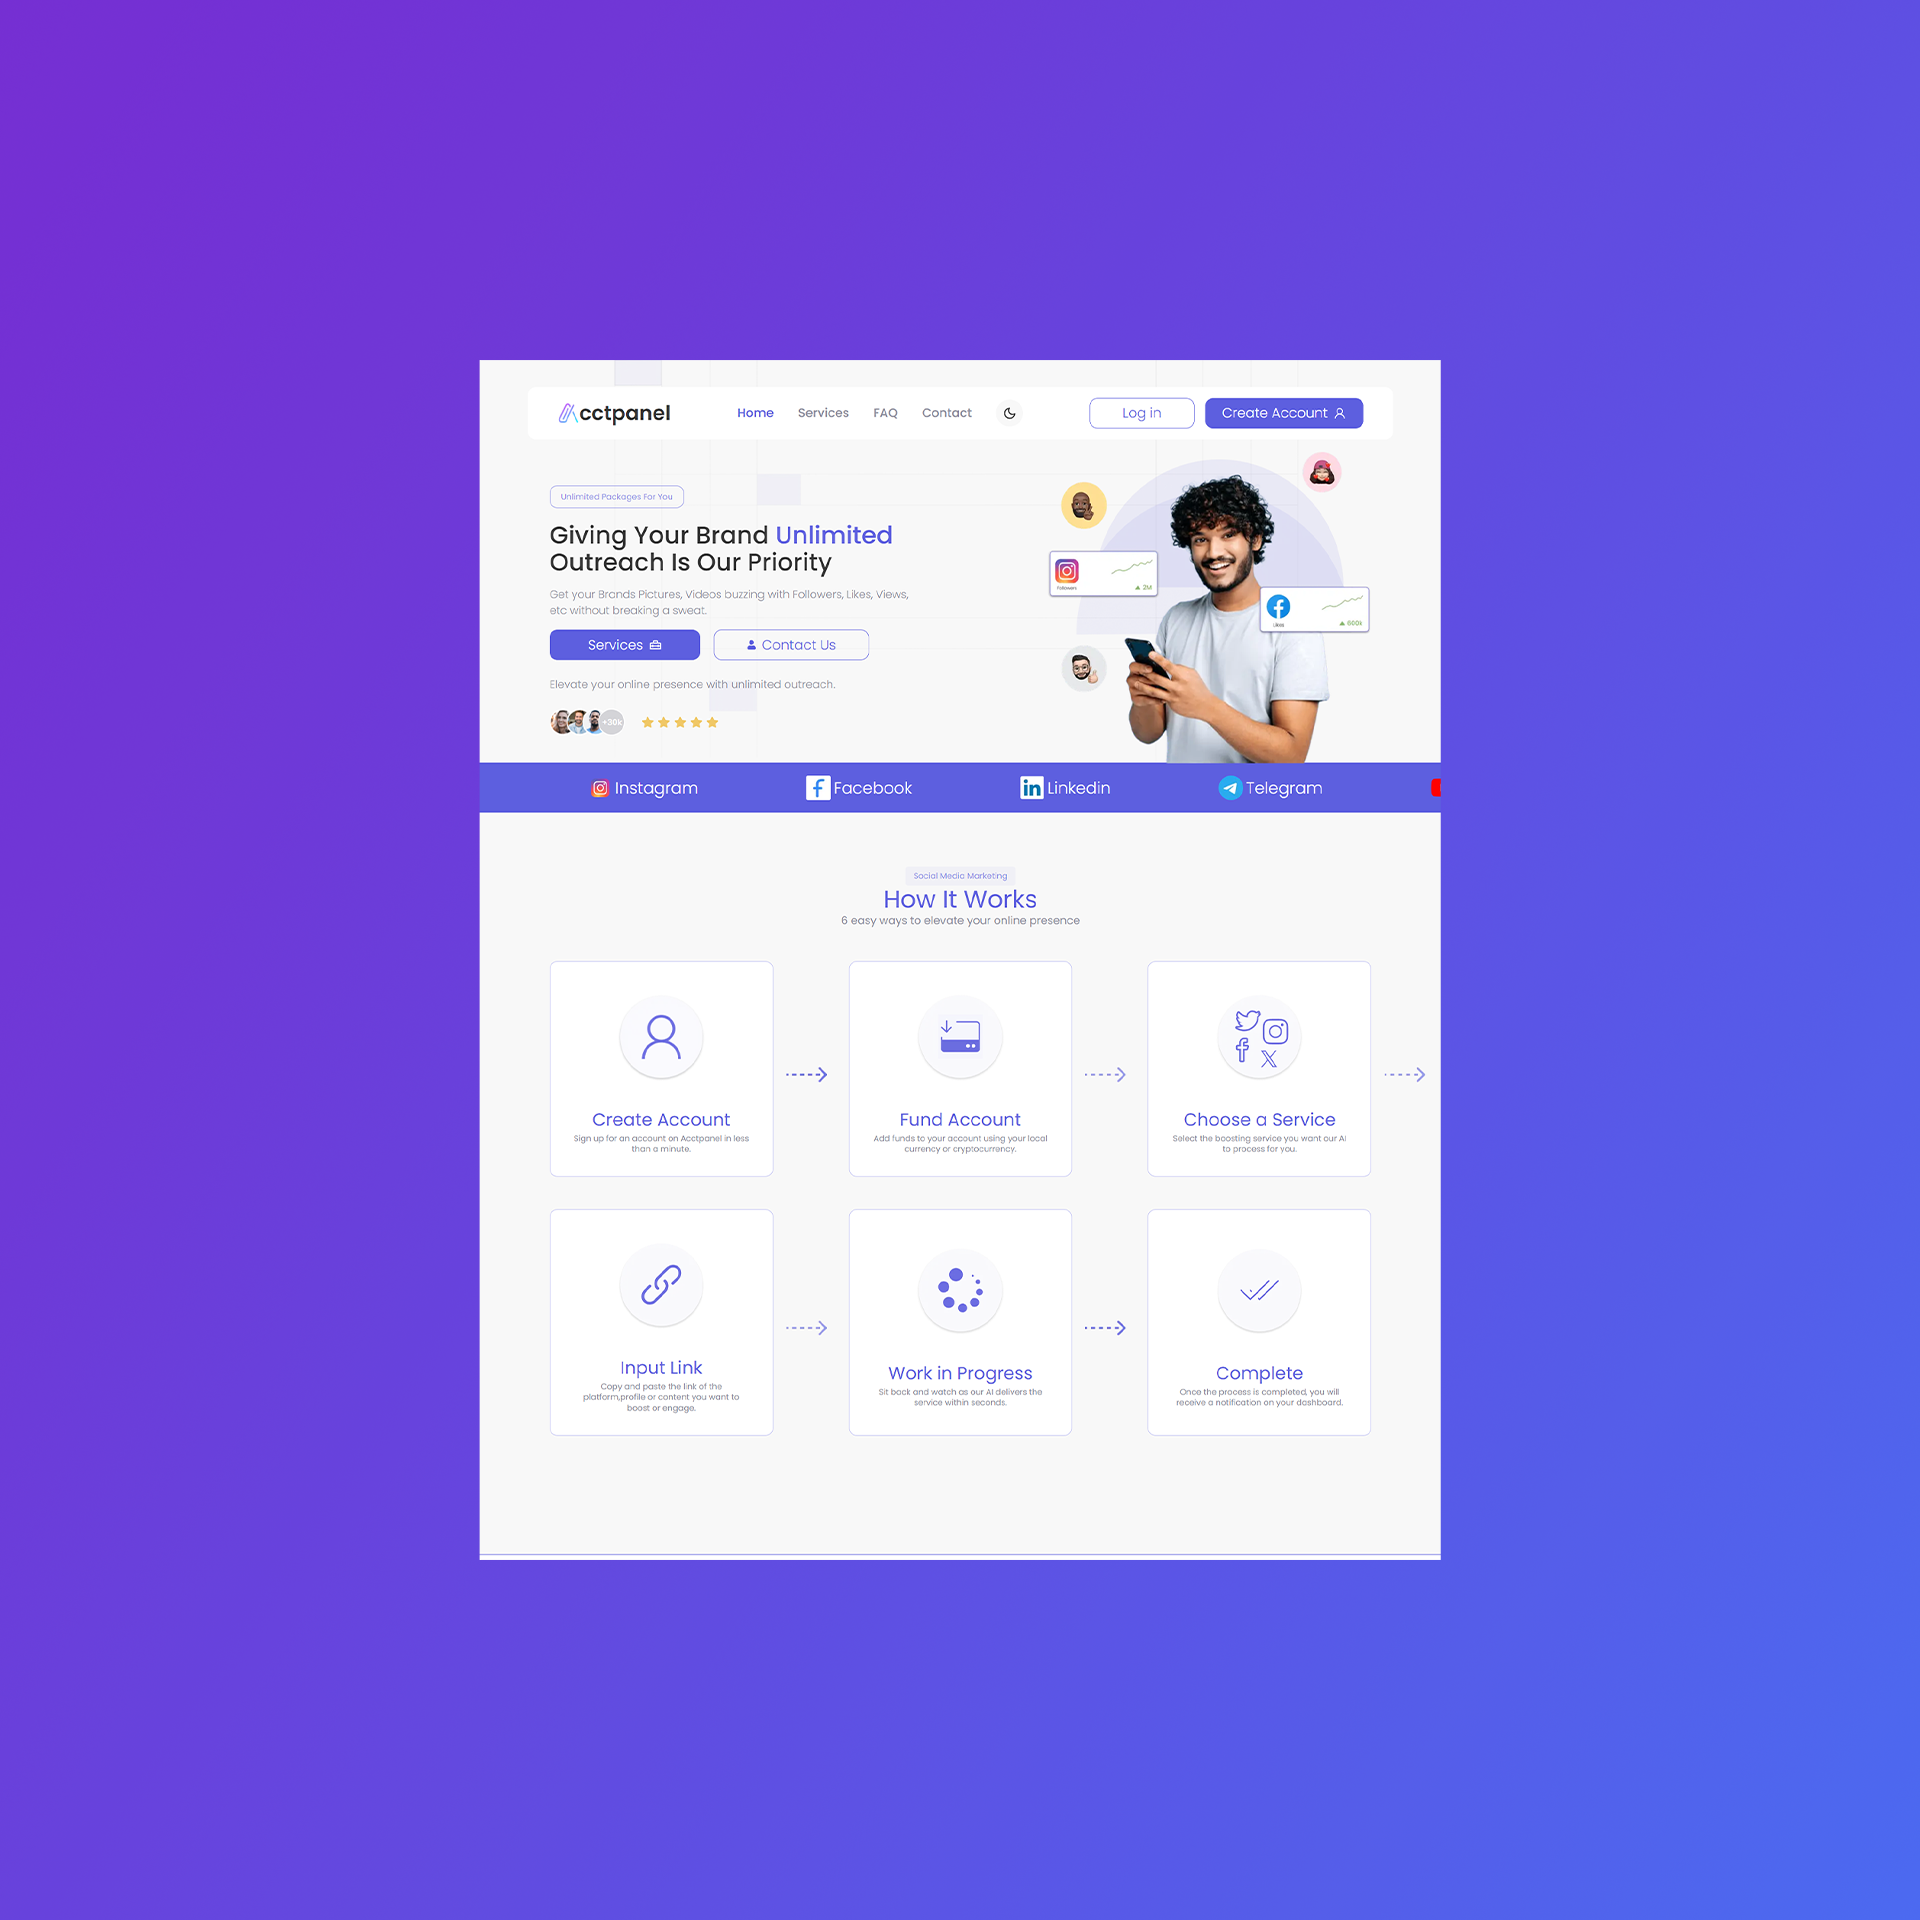 Acctpanel
Home Services FAQ Contact
Log in
Create Account
Unlimited Packages For You
Giving Your Brand Unlimited
Outreach Is Our Priority
Get your Brands Pictures, Videos buzzing with Followers, Likes, Views,
etc without breaking a sweat.
Services
Contact Us
Elevate your online presence with unlimited outreach.
+30k
Followers
2M
Likes
600k
Instagram
Facebook
Linkedin
Telegram
Social Media Marketing
How It Works
6 easy ways to elevate your online presence
Create Account
Sign up for an account on Acctpanel in less
than a minute.
Fund Account
Add funds to your account using your local
currency or cryptocurrency.
Choose a Service
Select the boosting service you want our AI
to process for you.
Input Link
Copy and paste the link of the
platform,profile or content you want to
boost or engage.
Work in Progress
Sit back and watch as our AI delivers the
service within seconds.
Complete
Once the process is completed, you will
receive a notification on your dashboard.